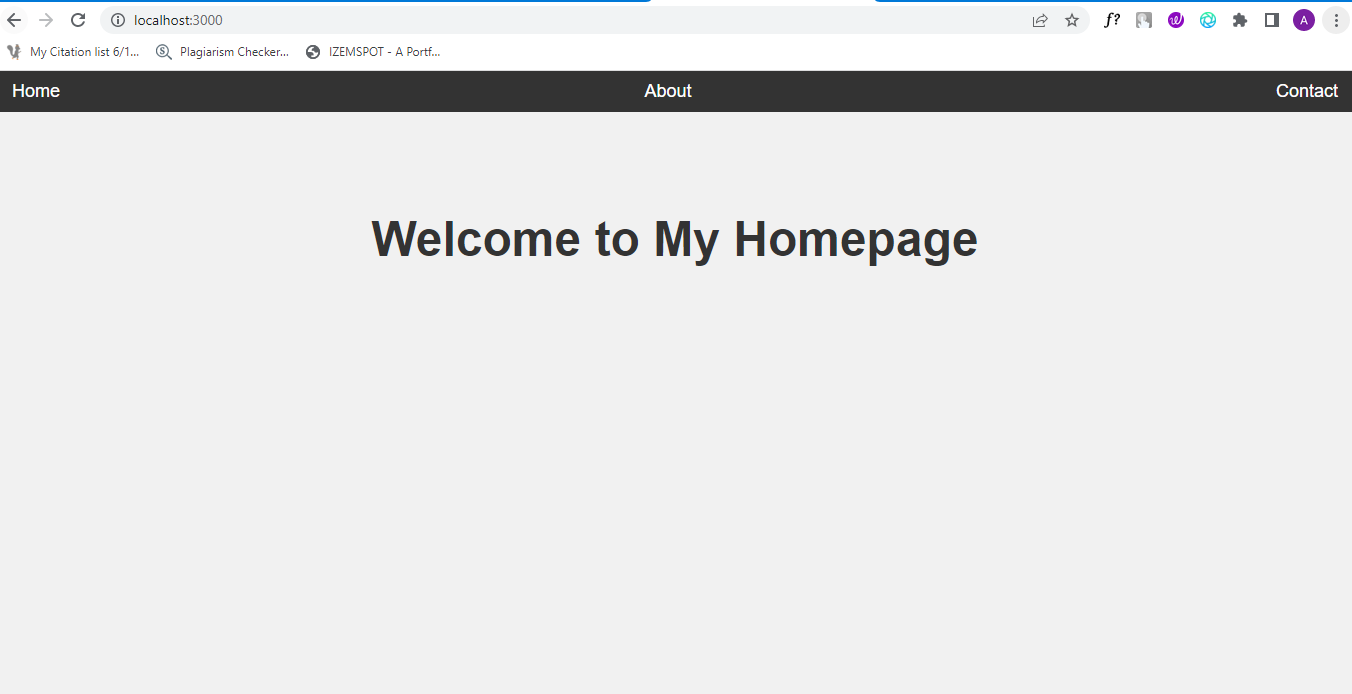 localhost:3000
f?
A
My Citation list 6/1... Plagiarism Checker... IZEMSPOT - A Portf...
Home About Contact
Welcome to My Homepage